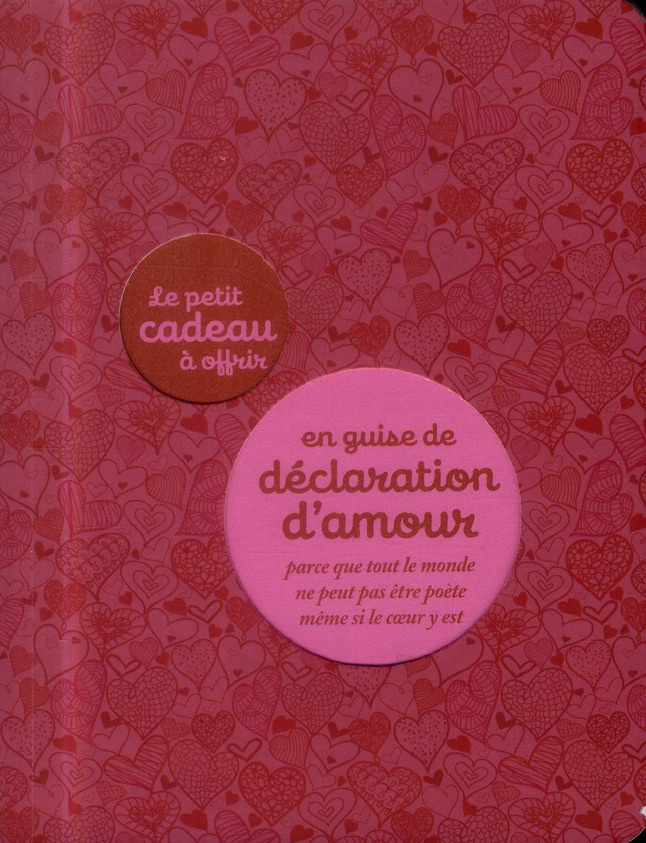 Le petit
cadeau
à offrir
en guise de
déclaration
d'amour
parce que tout le monde
ne peut pas être poète
même si le cœur y est